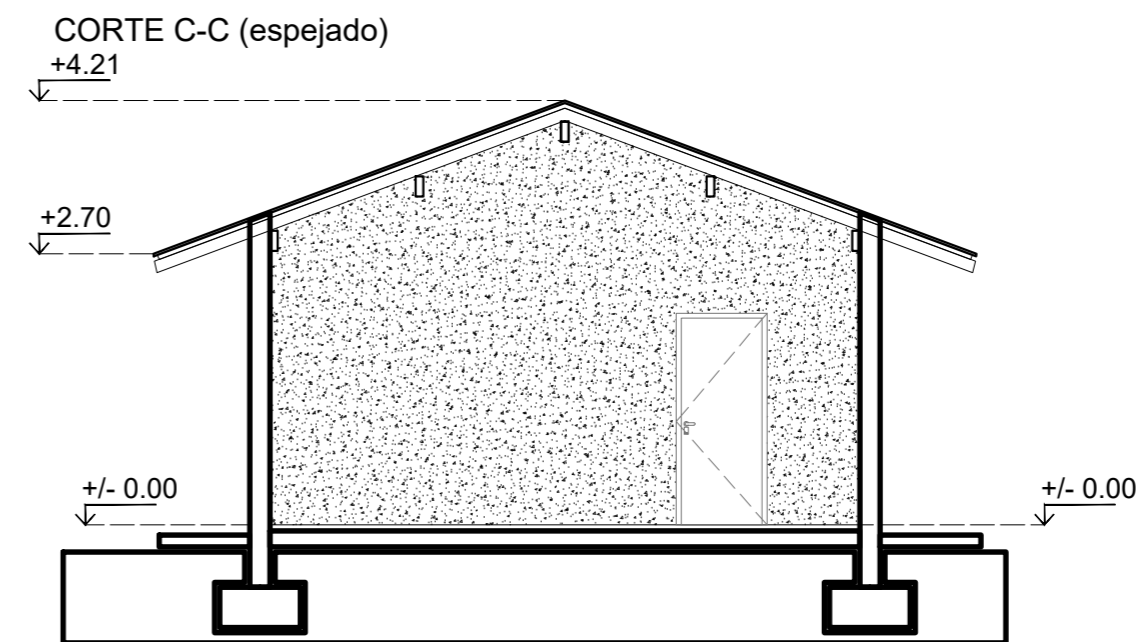 CORTE C-C (espejado)
+4.21
+2.70
+/- 0.00
+/- 0.00